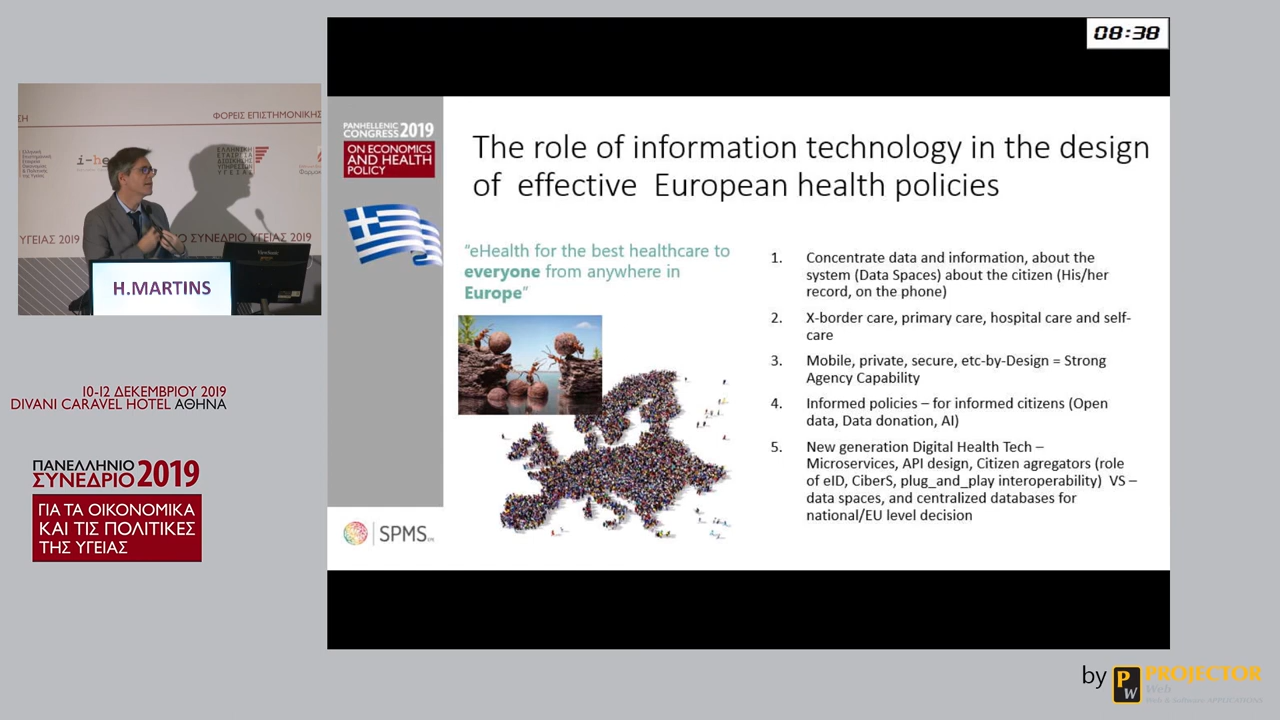 08:38
ΣΗ
ΦΟΡΕΙΣ ΕΠΙΣΤΗΜΟΝΙΚΗΣ
i-he
ΕΛΛΗΝΙΚΗ
ΕΤΑΙΡΕΙΑ
ΥΓΕΙΑΣ 2019
ΣΥΝΕΔΡΙΟ ΥΓΕΙΑΣ 2019
ViewSonic
H.MARTINS
10-12 ΔΕΚΕΜΒΡΙΟΥ 2019
DIVANI CARAVEL HOTEL ΑΘΗΝΑ
ΠΑΝΕΛΛΗΝΙΟ
ΣΥΝΕΔΡΙΟ 2019
ΓΙΑ ΤΑ ΟΙΚΟΝΟΜΙΚΑ
ΚΑΙ ΤΙΣ ΠΟΛΙΤΙΚΕΣ
ΤΗΣ ΥΓΕΙΑΣ
PANHELLENIC
CONGRESS 2019
ON ECONOMICS
AND HEALTH
POLICY
The role of information technology in the design
of effective European health policies
"eHealth for the best healthcare to
everyone from anywhere in
Europe"
1. Concentrate data and information, about the
system (Data Spaces) about the citizen (His/her
record, on the phone)
2. X-border care, primary care, hospital care and self-
care
3. Mobile, private, secure, etc-by-Design = Strong
Agency Capability
4. Informed policies – for informed citizens (Open
data, Data donation, AI)
5. New generation Digital Health Tech –
Microservices, API design, Citizen agregators (role
of eID, CiberS, plug_and_play interoperability) VS –
data spaces, and centralized databases for
national/EU level decision
SPMS
by PW PROJECTOR
Web
Web & Software APPLICATIONS